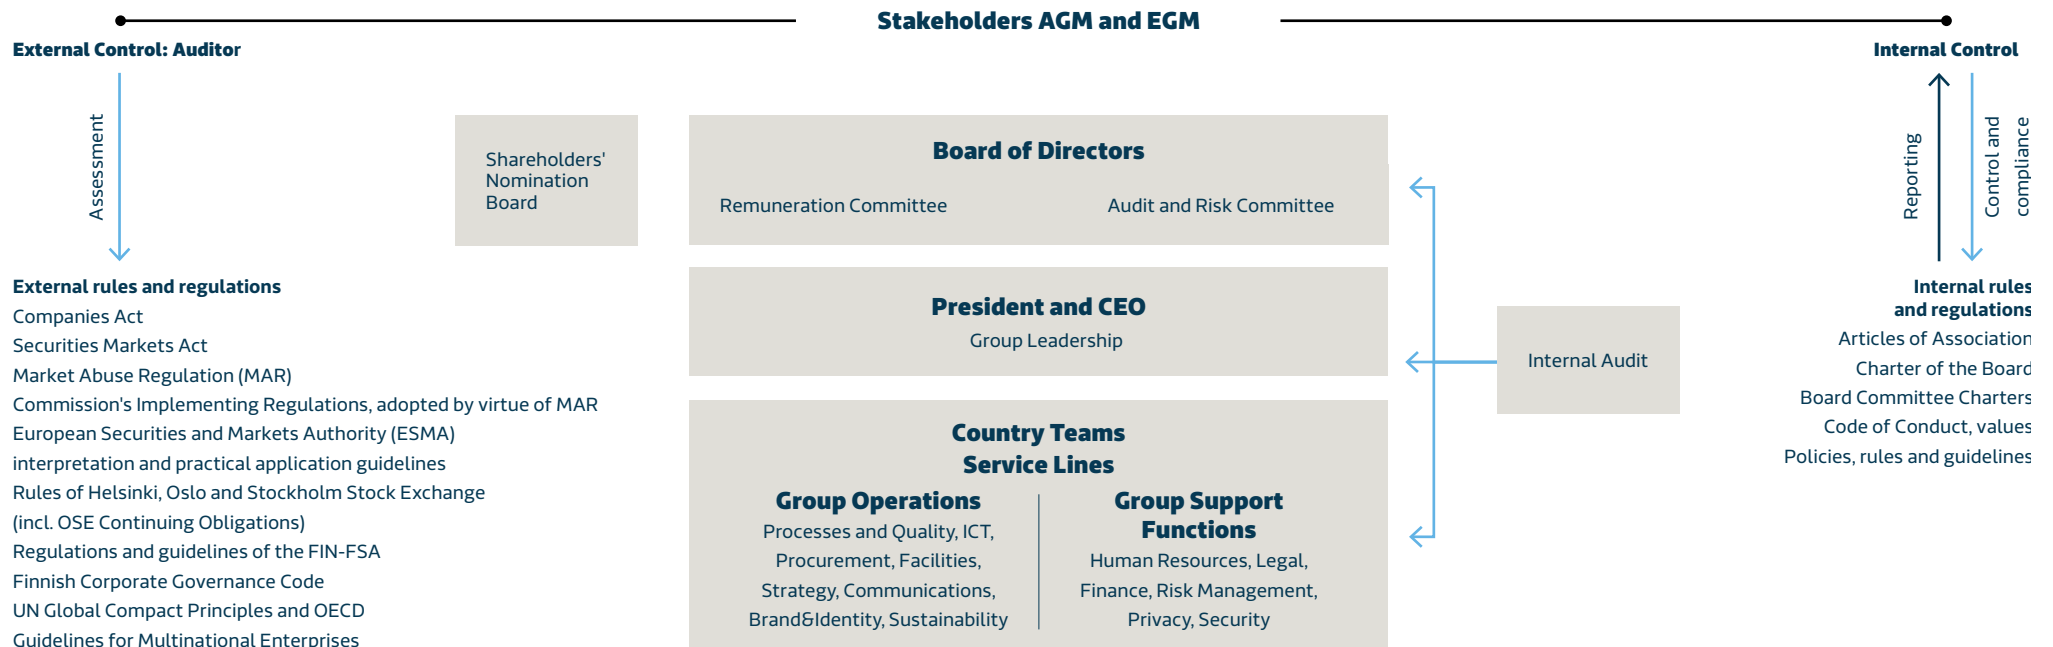 Stakeholders AGM and EGM
External Control: Auditor
Assessment
External rules and regulations
Companies Act
Securities Markets Act
Market Abuse Regulation (MAR)
Commission's Implementing Regulations, adopted by virtue of MAR
European Securities and Markets Authority (ESMA)
interpretation and practical application guidelines
Rules of Helsinki, Oslo and Stockholm Stock Exchange
(incl. OSE Continuing Obligations)
Regulations and guidelines of the FIN-FSA
Finnish Corporate Governance Code
UN Global Compact Principles and OECD
Guidelines for Multinational Enterprises
Shareholders'
Nomination
Board
Board of Directors
Remuneration Committee
Audit and Risk Committee
President and CEO
Group Leadership
Country Teams
Service Lines
Group Operations
Processes and Quality, ICT,
Procurement, Facilities,
Strategy, Communications,
Brand&Identity, Sustainability
Group Support
Functions
Human Resources, Legal,
Finance, Risk Management,
Privacy, Security
Internal Audit
Internal Control
Reporting
Control and
compliance
Internal rules
and regulations
Articles of Association
Charter of the Board
Board Committee Charters
Code of Conduct, values
Policies, rules and guidelines